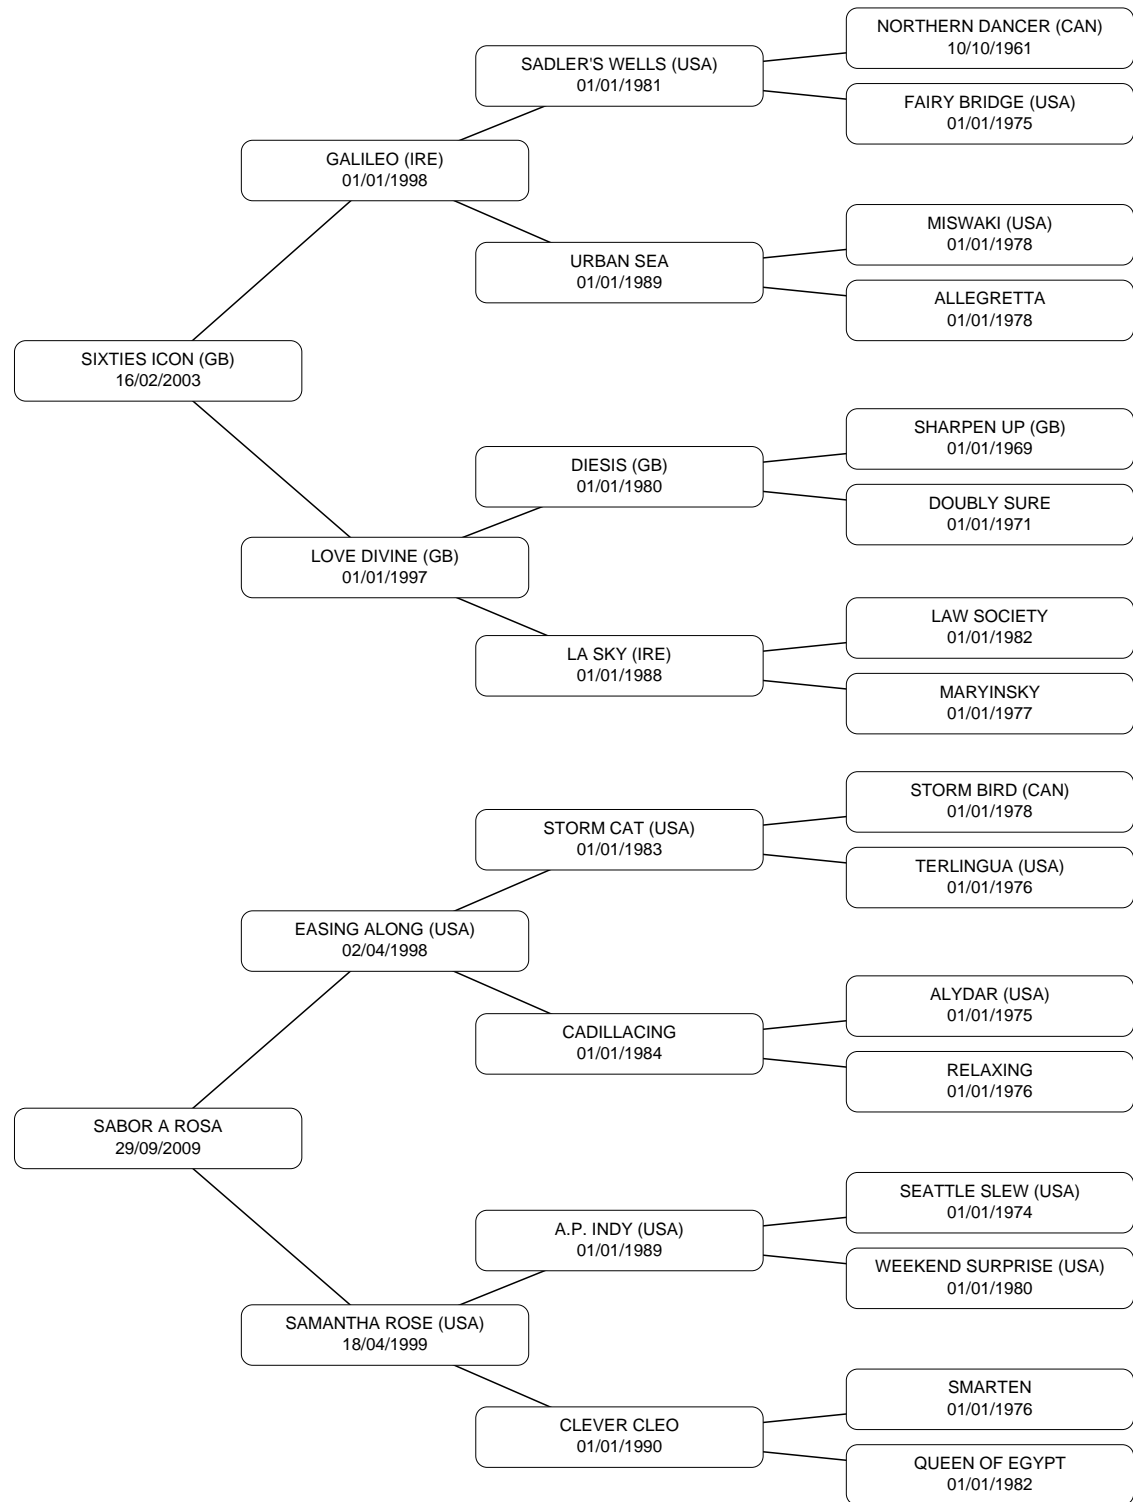 NORTHERN DANCER (CAN)
10/10/1961
SADLER'S WELLS (USA)
01/01/1981
FAIRY BRIDGE (USA)
01/01/1975
GALILEO (IRE)
01/01/1998
MISWAKI (USA)
01/01/1978
URBAN SEA
01/01/1989
ALLEGRETTA
01/01/1978
SIXTIES ICON (GB)
16/02/2003
SHARPEN UP (GB)
01/01/1969
DIESIS (GB)
01/01/1980
DOUBLY SURE
01/01/1971
LOVE DIVINE (GB)
01/01/1997
LAW SOCIETY
01/01/1982
LA SKY (IRE)
01/01/1988
MARYINSKY
01/01/1977
STORM BIRD (CAN)
01/01/1978
STORM CAT (USA)
01/01/1983
TERLINGUA (USA)
01/01/1976
EASING ALONG (USA)
02/04/1998
ALYDAR (USA)
01/01/1975
CADILLACING
01/01/1984
RELAXING
01/01/1976
SABOR A ROSA
29/09/2009
SEATTLE SLEW (USA)
01/01/1974
A.P. INDY (USA)
01/01/1989
WEEKEND SURPRISE (USA)
01/01/1980
SAMANTHA ROSE (USA)
18/04/1999
SMARTEN
01/01/1976
CLEVER CLEO
01/01/1990
QUEEN OF EGYPT
01/01/1982